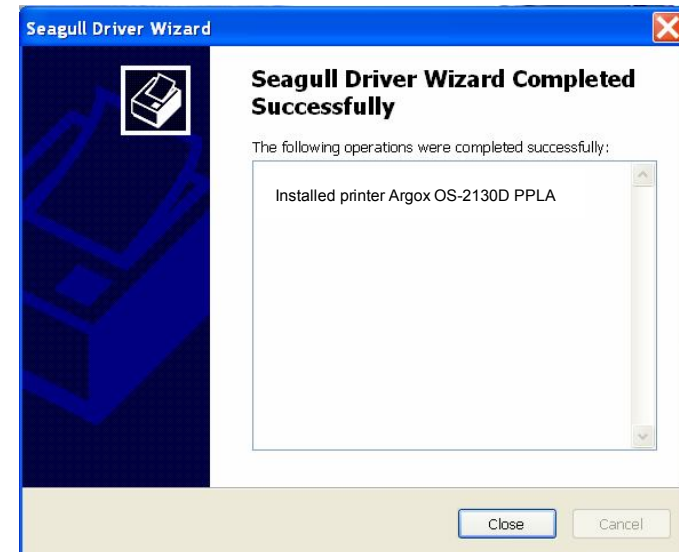 Seagull Driver Wizard
Seagull Driver Wizard Completed
Successfully
The following operations were completed successfully:
Installed printer Argox OS-2130D PPLA
Close
Cancel